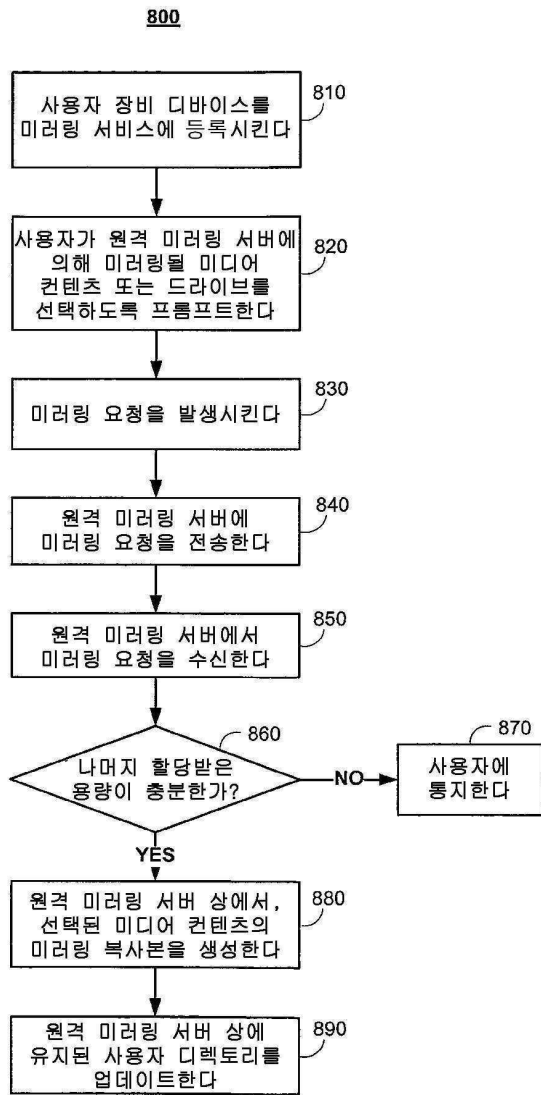 800
사용자 장비 디바이스를
미러링 서비스에 등록시킨다
810
사용자가 원격 미러링 서버에
의해 미러링될 미디어
컨텐츠 또는 드라이브를
선택하도록 프롬프트한다
820
미러링 요청을 발생시킨다
830
원격 미러링 서버에
미러링 요청을 전송한다
840
원격 미러링 서버에서
미러링 요청을 수신한다
850
나머지 할당받은
용량이 충분한가?
860
NO
사용자에
통지한다
870
YES
원격 미러링 서버 상에서,
선택된 미디어 컨텐츠의
미러링 복사본을 생성한다
880
원격 미러링 서버 상에
유지된 사용자 디렉토리를
업데이트한다
890